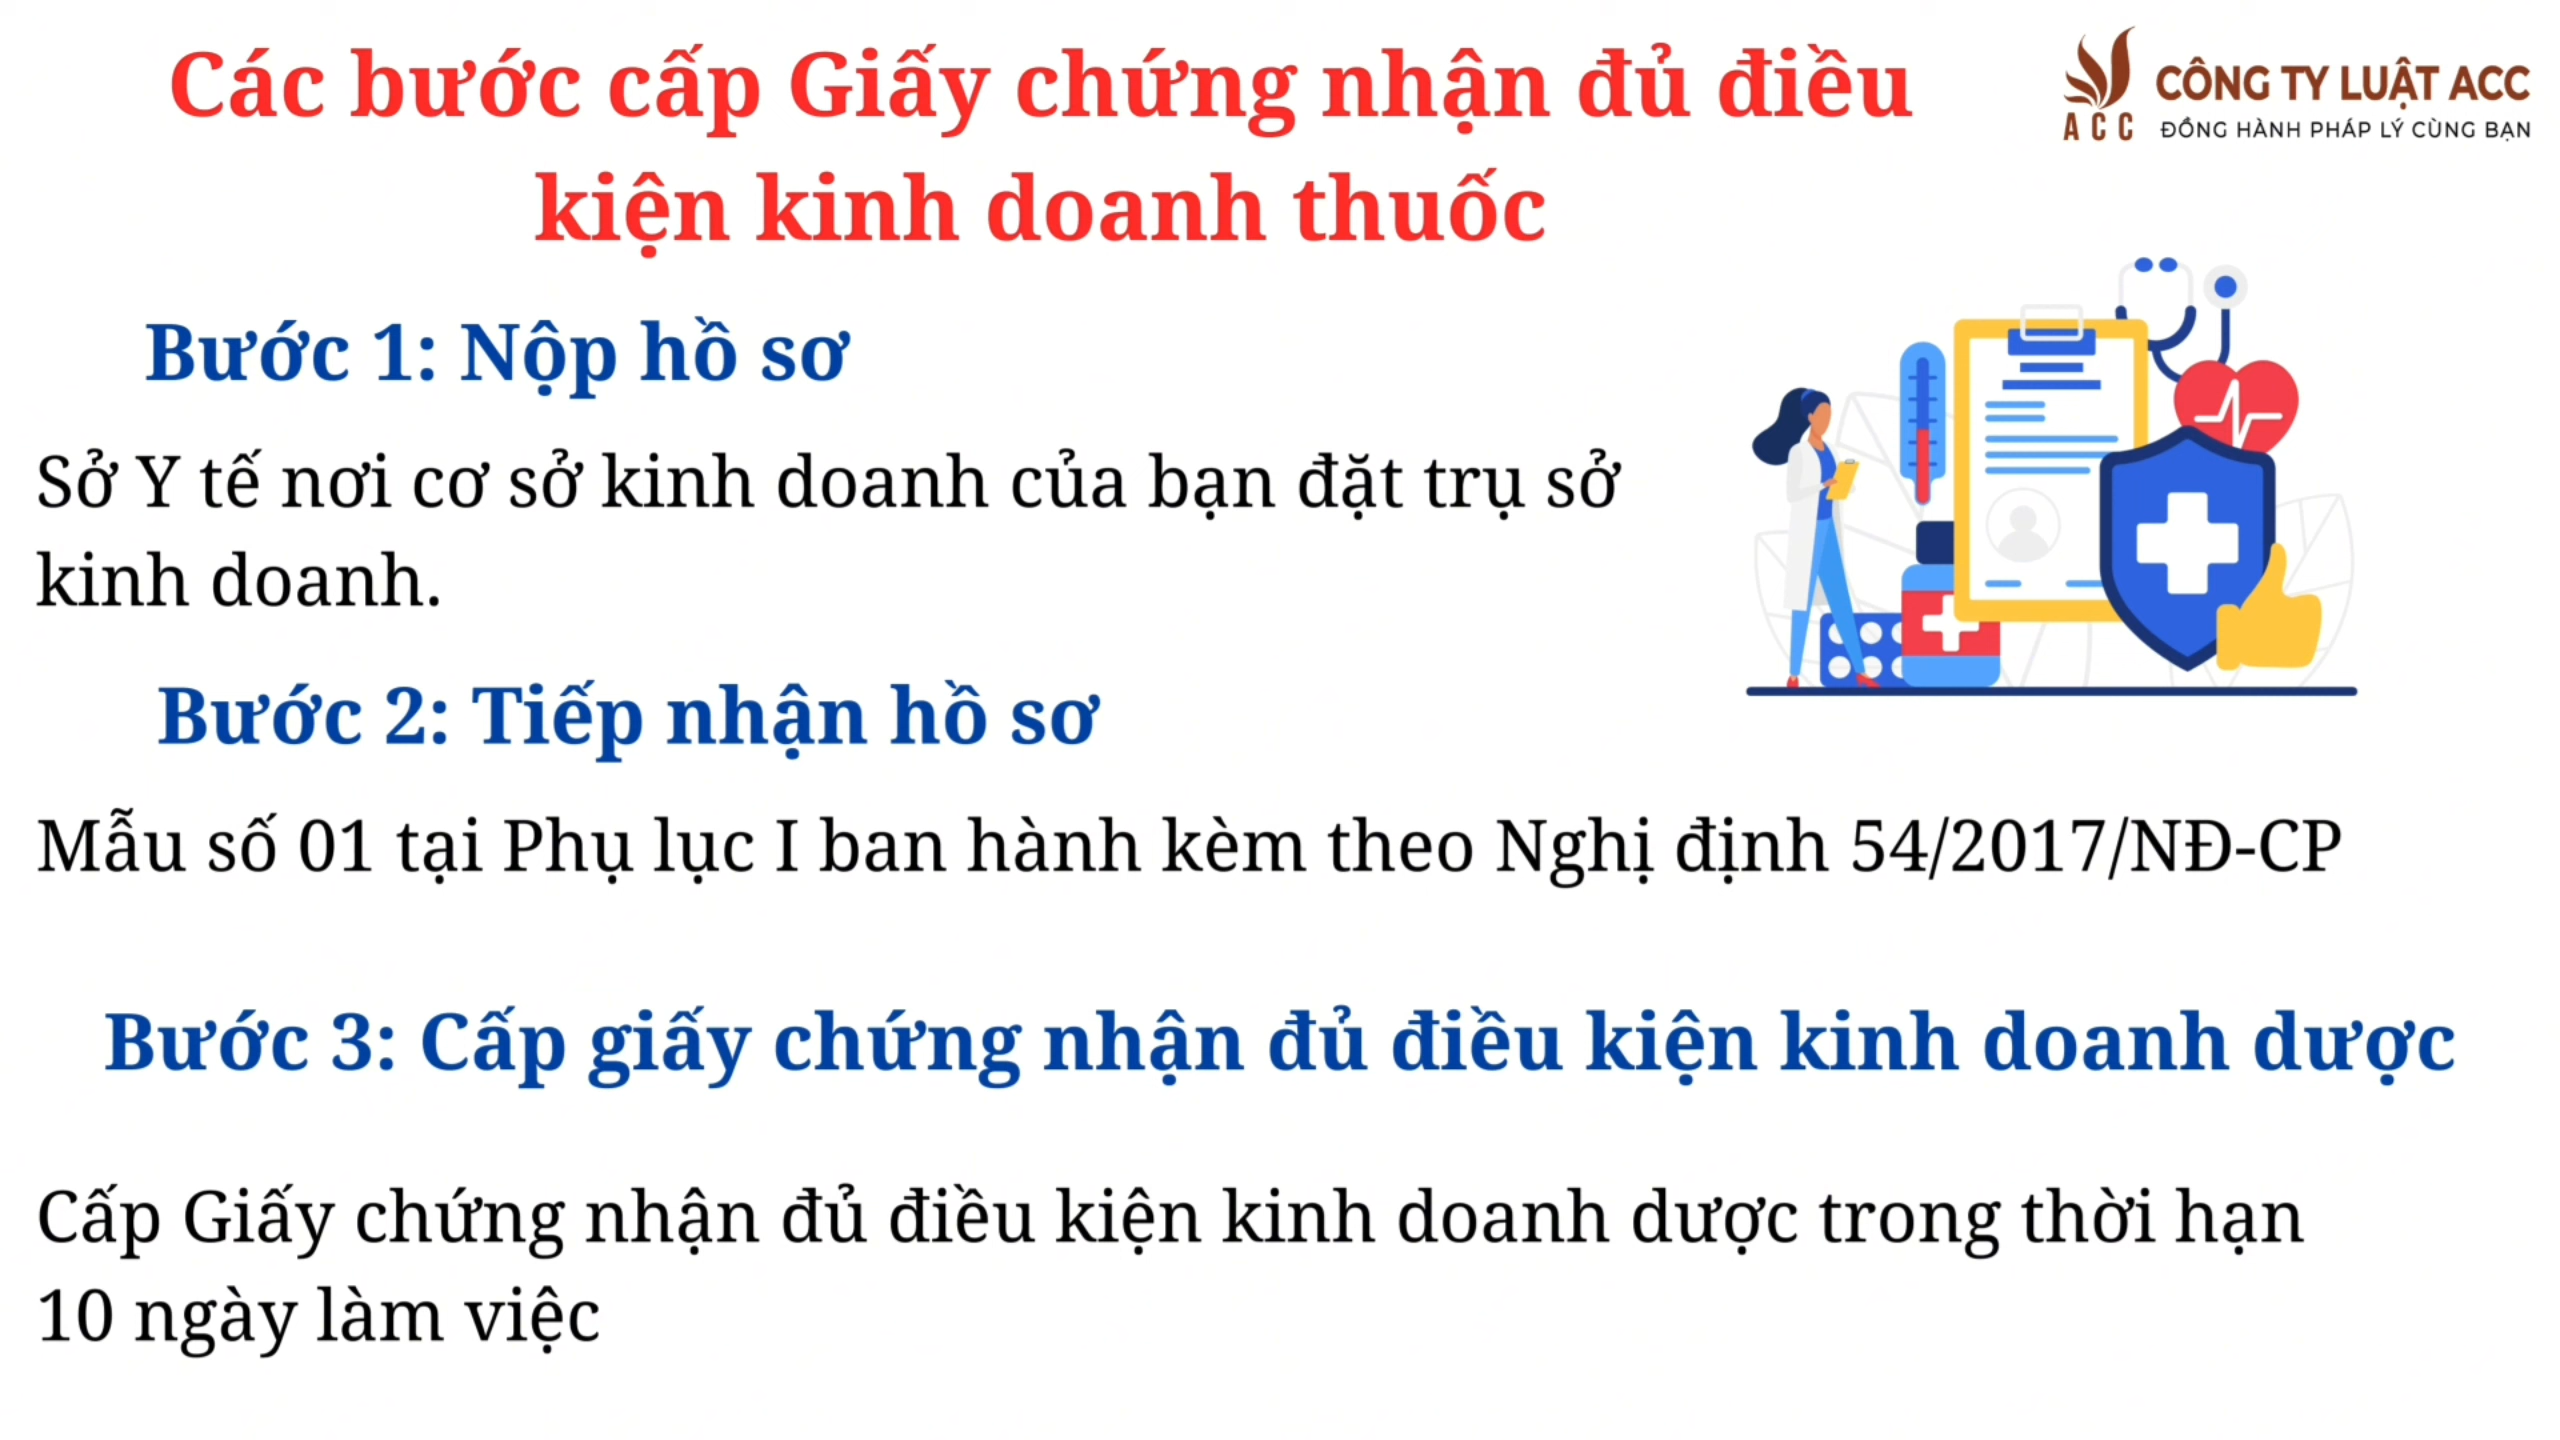 Các bước cấp Giấy chứng nhận đủ điều
kiện kinh doanh thuốc
ACC
CÔNG TY LUẬT ACC
ĐỒNG HÀNH PHÁP LÝ CÙNG BẠN
Bước 1: Nộp hồ sơ
Sở Y tế nơi cơ sở kinh doanh của bạn đặt trụ sở
kinh doanh.
Bước 2: Tiếp nhận hồ sơ
Mẫu số 01 tại Phụ lục I ban hành kèm theo Nghị định 54/2017/NĐ-CP
Bước 3: Cấp giấy chứng nhận đủ điều kiện kinh doanh dược
Cấp Giấy chứng nhận đủ điều kiện kinh doanh dược trong thời hạn
10 ngày làm việc